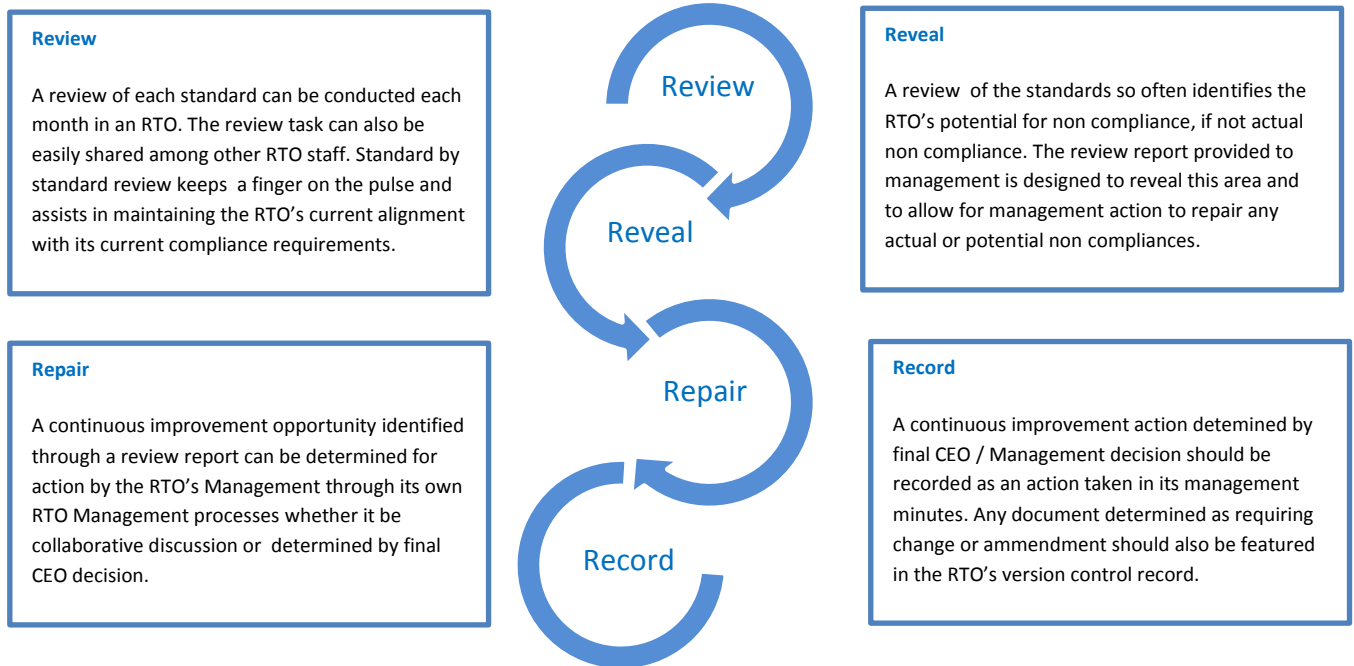 Review
A review of each standard can be conducted each
month in an RTO. The review task can also be
easily shared among other RTO staff. Standard by
standard review keeps  a finger on the pulse and
assists in maintaining the RTO's current alignment
with its current compliance requirements.
Review
Reveal
Repair
Record
Reveal
A review  of the standards so often identifies the
RTO's potential for non compliance, if not actual
non compliance. The review report provided to
management is designed to reveal this area and
to allow for management action to repair any
actual or potential non compliances.
Repair
A continuous improvement opportunity identified
through a review report can be determined for
action by the RTO's Management through its own
RTO Management processes whether it be
collaborative discussion or  determined by final
CEO decision.
Record
A continuous improvement action detemined by
final CEO / Management decision should be
recorded as an action taken in its management
minutes. Any document determined as requiring
change or ammendment should also be featured
in the RTO's version control record.